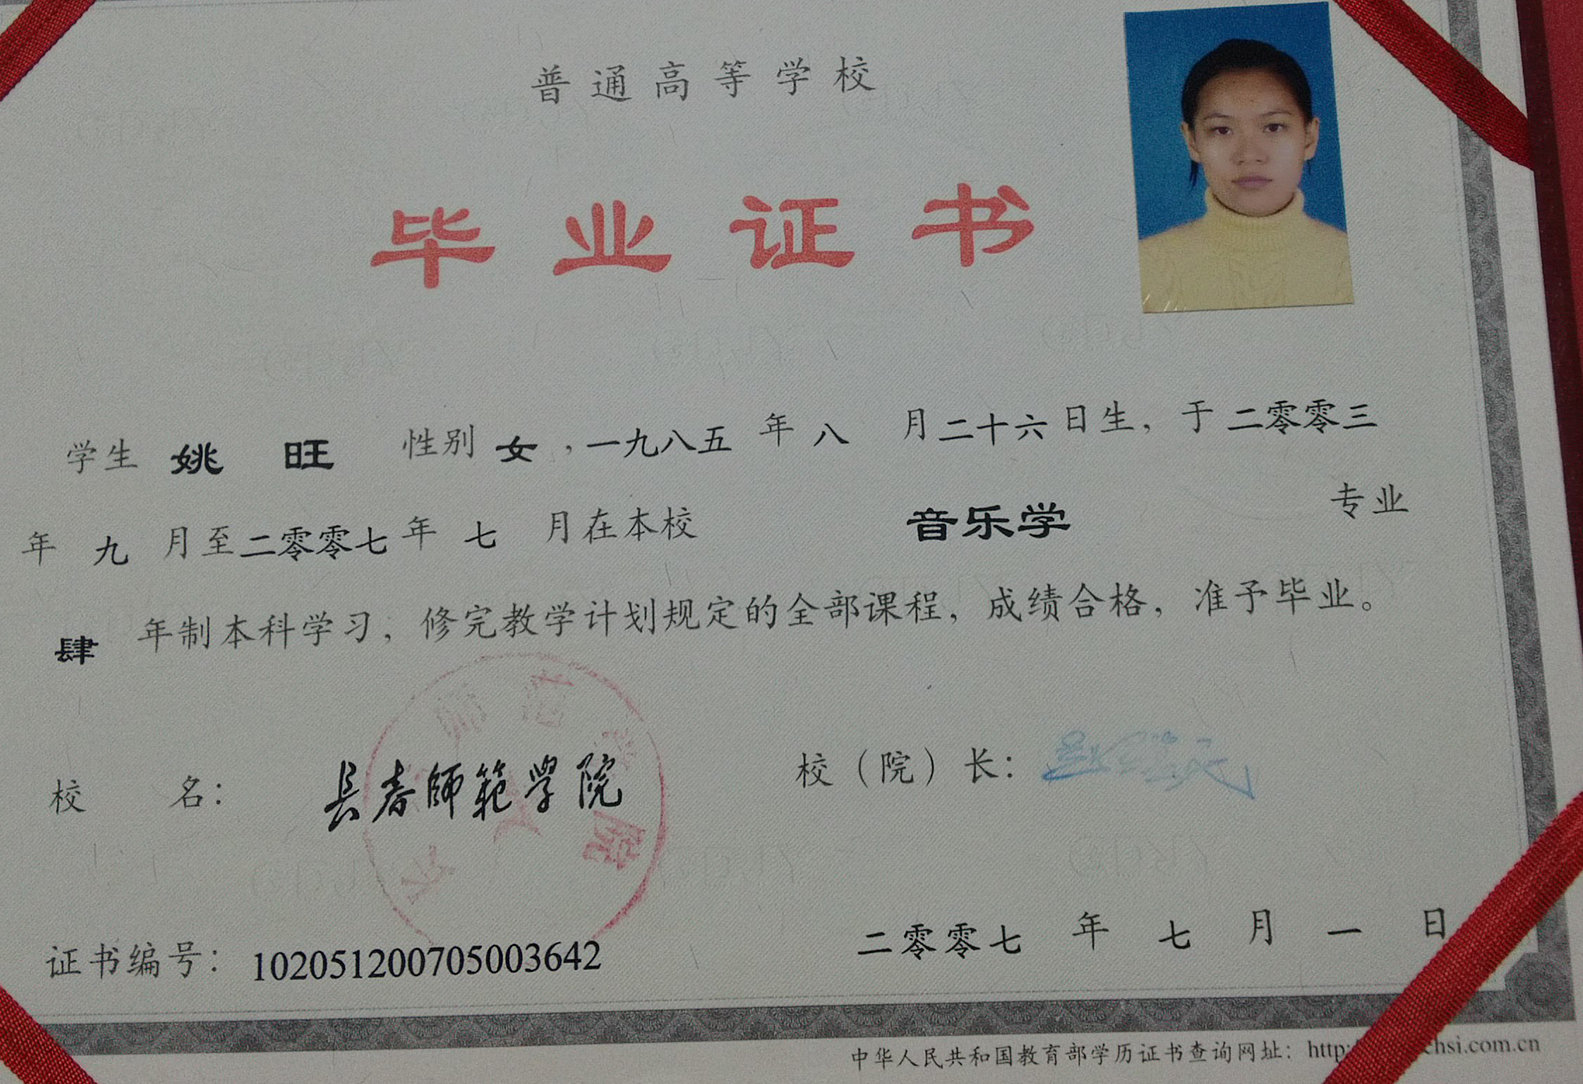 普通高等学校
毕业证书
学生 姚 旺 性别 女，一九八五 年 八 月二十六日生，于 二零零三
年 九 月至二零零七年 七 月在本校 音乐学 专业
肆 年制本科学习，修完教学计划规定的全部课程，成绩合格，准予毕业。
校 名： 長春師範學院 校（院）长：
证书编号： 102051200705003642 二零零七 年 七 月 一 日
中华人民共和国教育部学历证书查询网址： http: chsi.com.cn